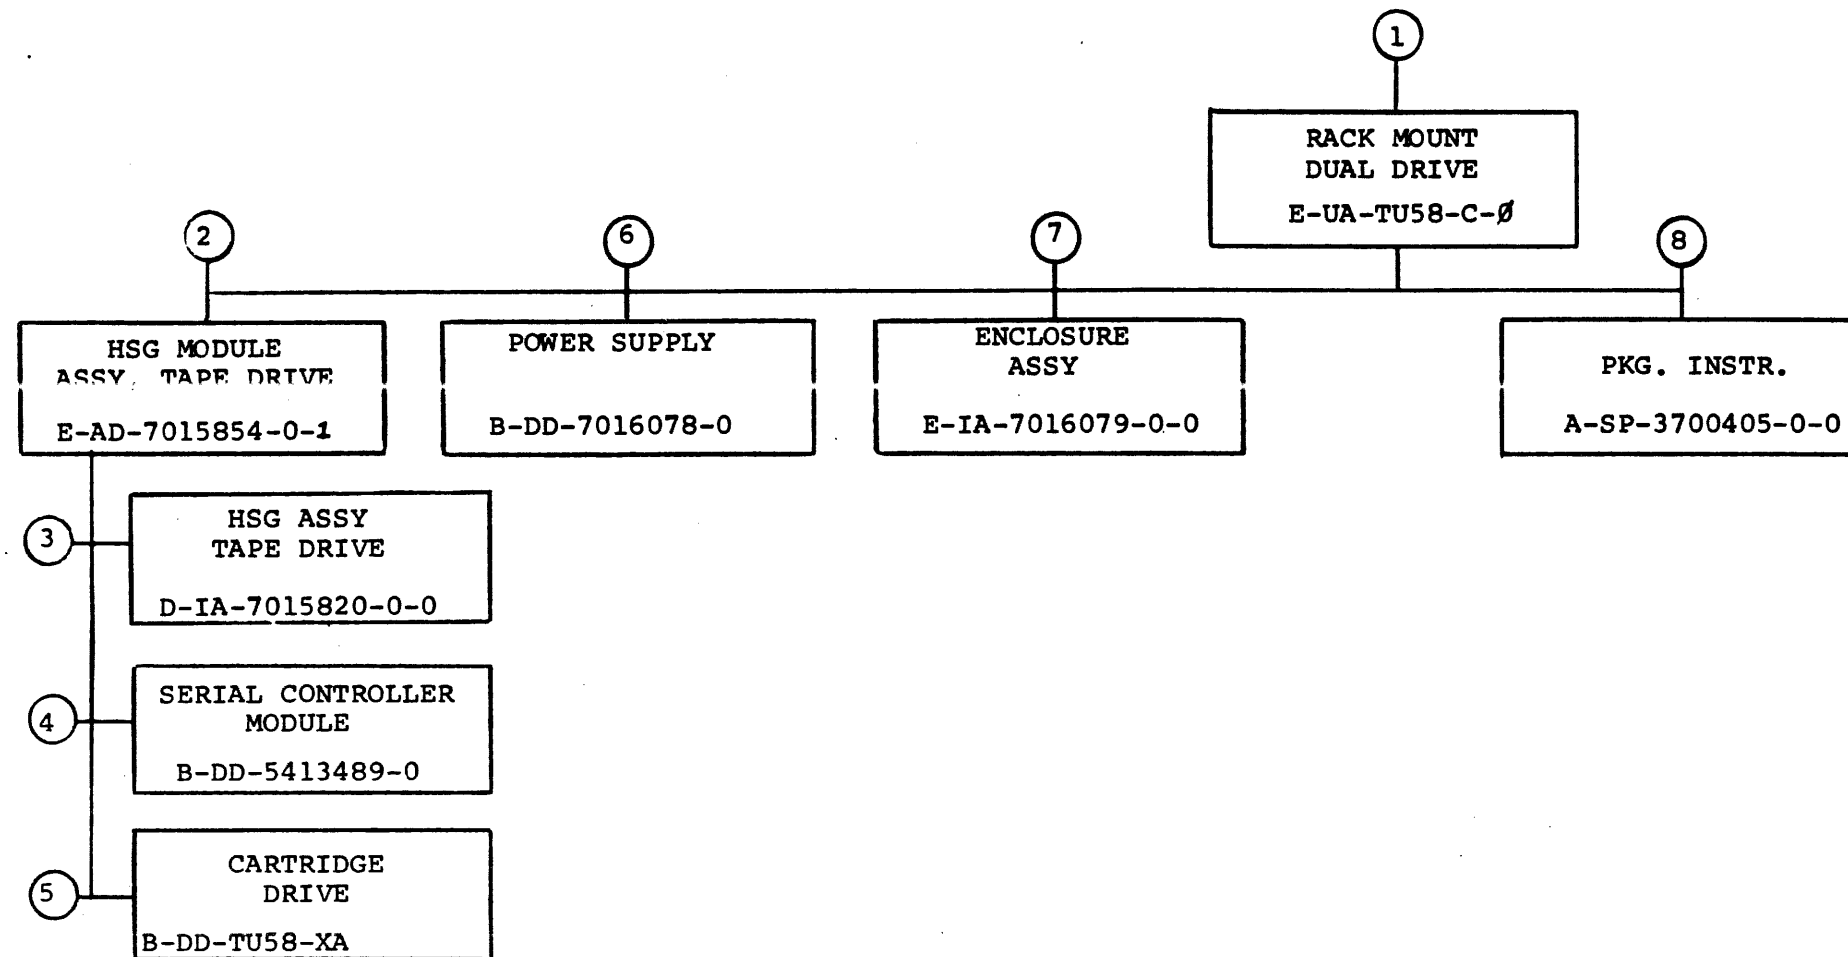 1
RACK MOUNT
DUAL DRIVE
E-UA-TU58-C-Ø
2
6
7
8
HSG MODULE
ASSY, TAPE DRIVE
E-AD-7015854-0-1
POWER SUPPLY
B-DD-7016078-0
ENCLOSURE
ASSY
E-IA-7016079-0-0
PKG. INSTR.
A-SP-3700405-0-0
3
HSG ASSY
TAPE DRIVE
D-IA-7015820-0-0
4
SERIAL CONTROLLER
MODULE
B-DD-5413489-0
5
CARTRIDGE
DRIVE
B-DD-TU58-XA